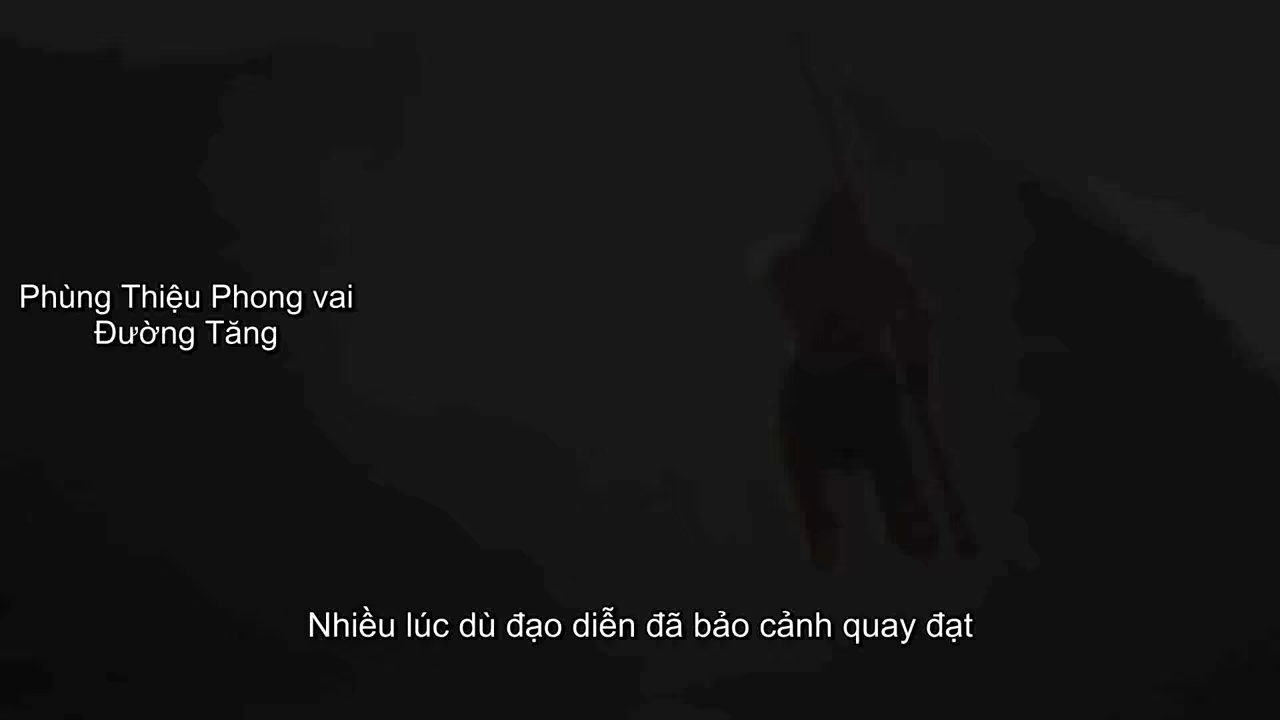 Phùng Thiệu Phong vai
Đường Tăng
Nhiều lúc dù đạo diễn đã bảo cảnh quay đạt